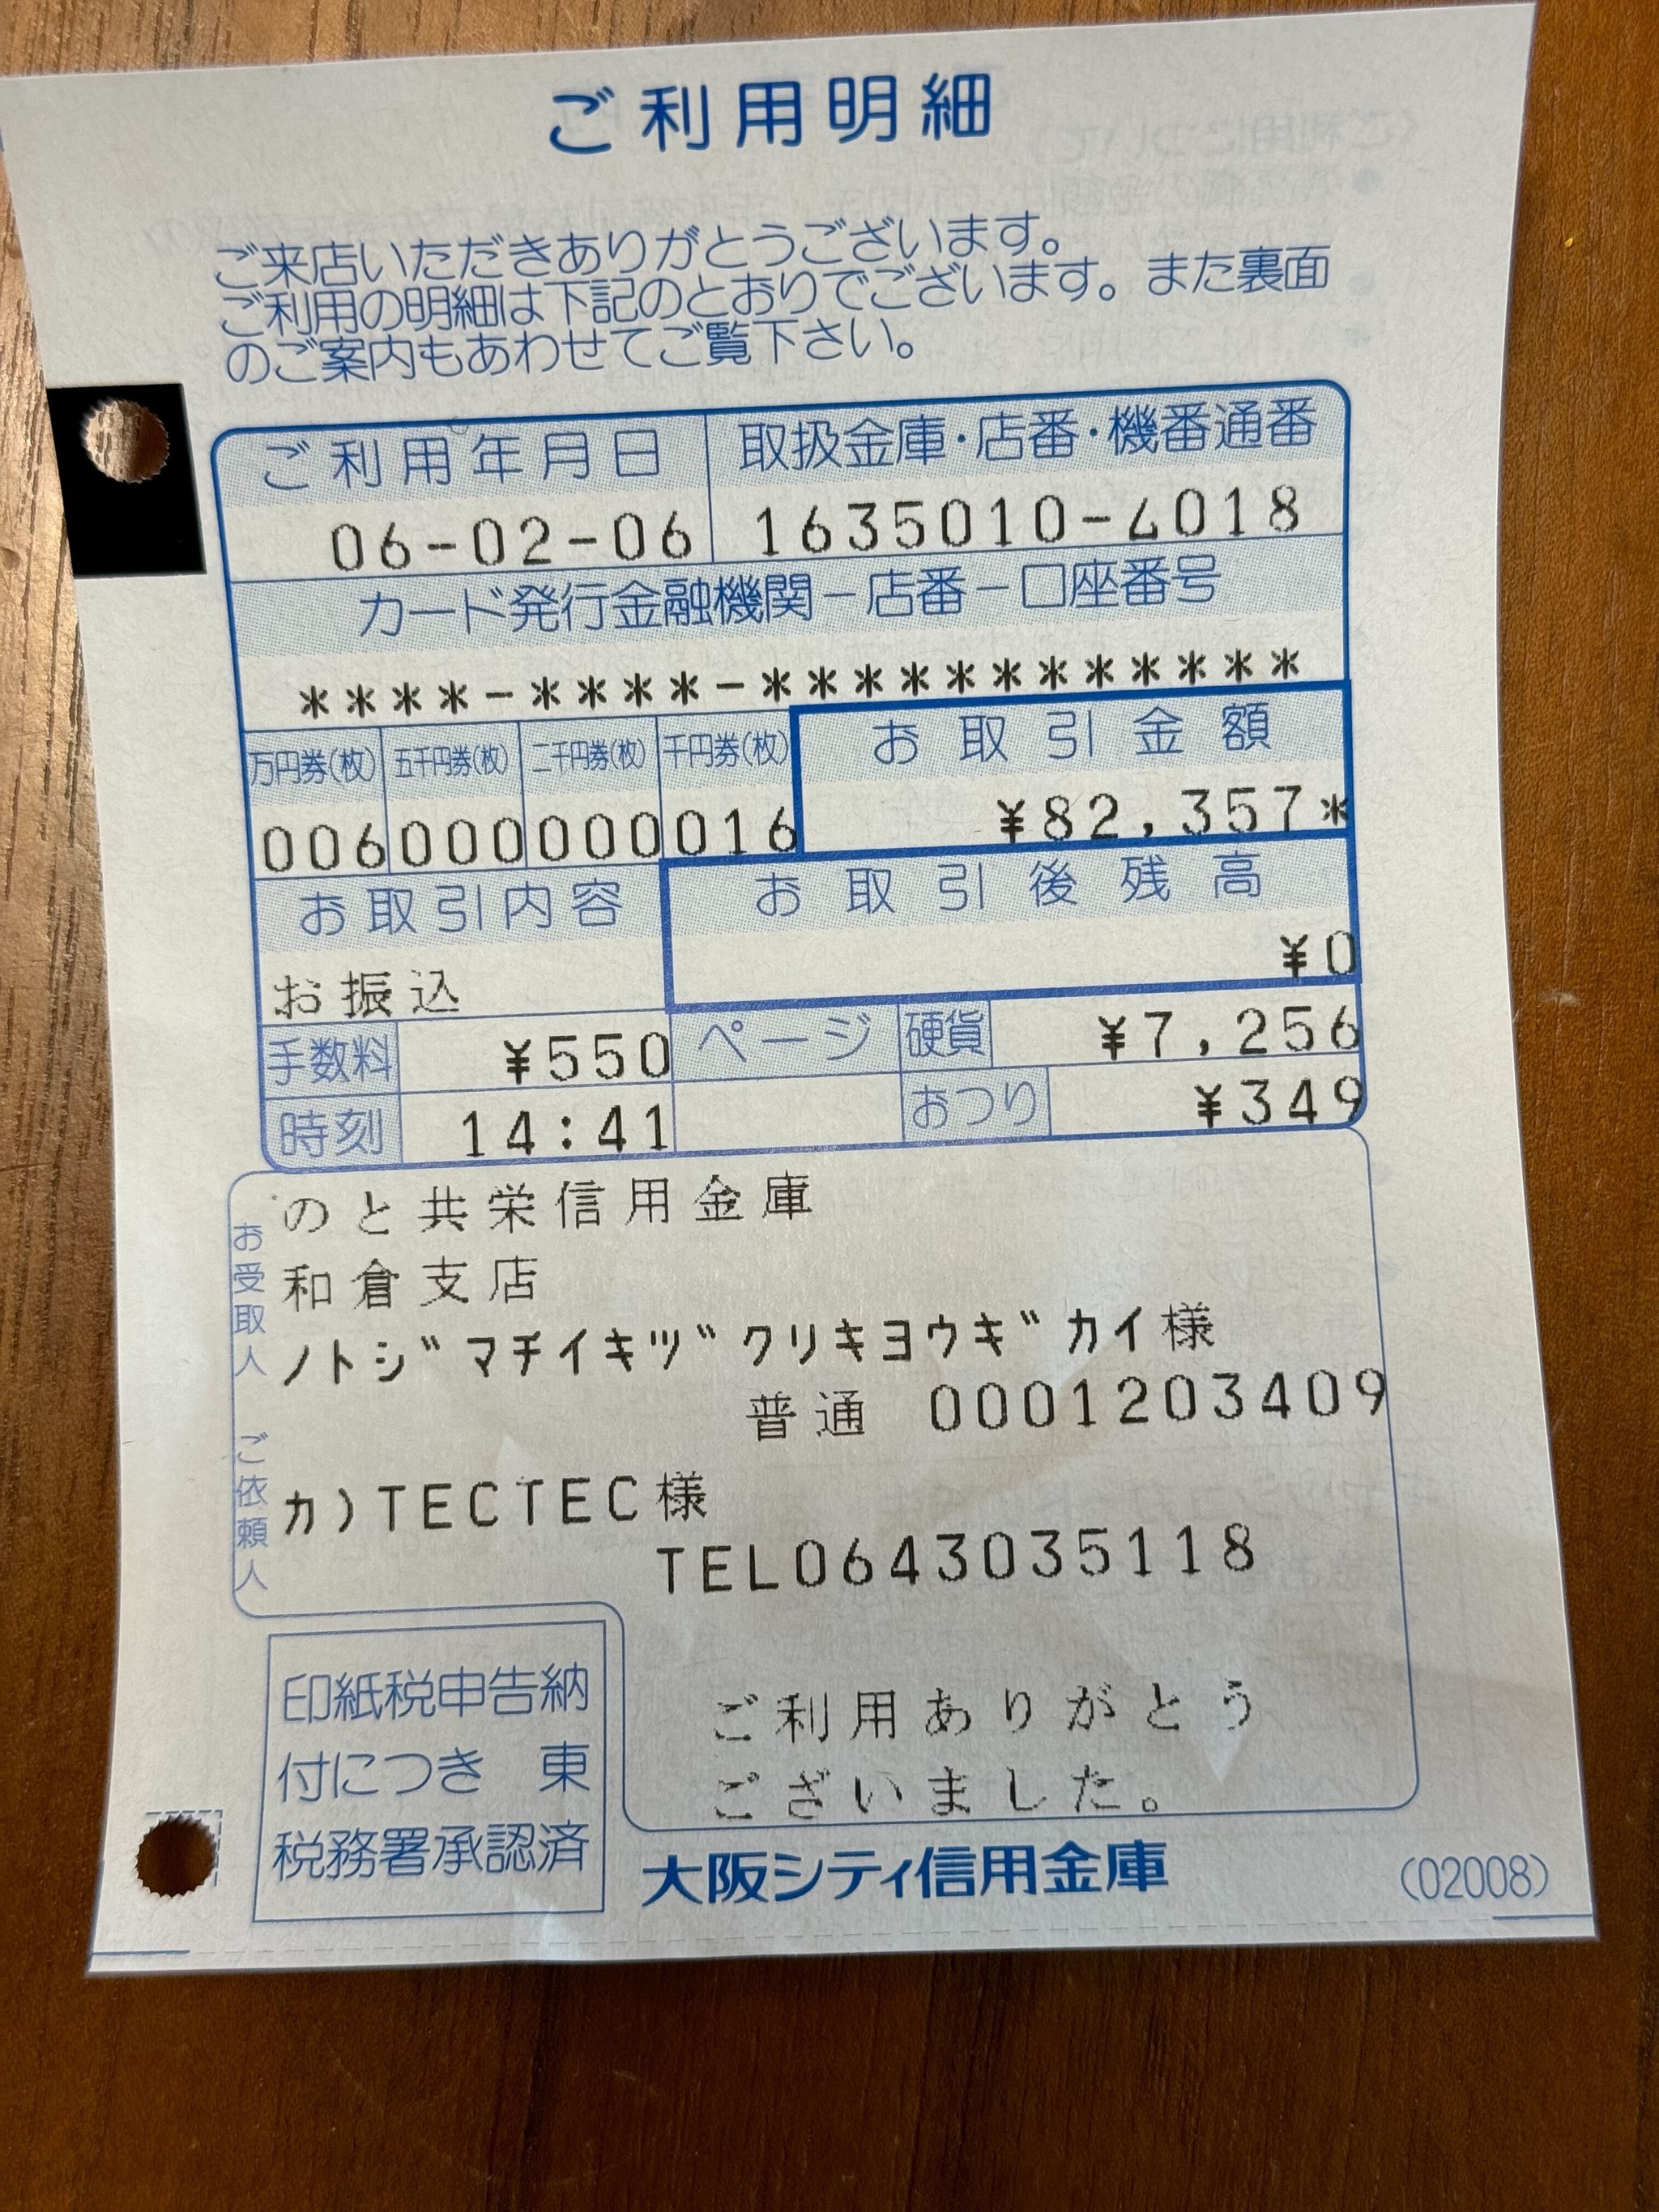 ご利用明細
ご来店いただきありがとうございます。
ご利用の明細は下記のとおりでございます。また裏面
のご案内もあわせてご覧下さい。
ご利用年月日 取扱金庫・店番・機番通番
06-02-06 1635010-4018
カード発行金融機関－店番－口座番号
****-****-************
万円券(枚) 五千円券(枚) 二千円券(枚) 千円券(枚) お取引金額
006 000 000 016 ¥82,357*
お取引内容 お取引後残高
お振込 ¥0
手数料 ¥550 ページ 硬貨 ¥7,256
時刻 14:41 おつり ¥349
お受取人
のと共栄信用金庫
和倉支店
ノトジマチイキヅクリキヨウギカイ様
普通 0001203409
ご依頼人
カ)TECTEC様
TEL0643035118
印紙税申告納
付につき 東
税務署承認済
ご利用ありがとう
ございました。
大阪シティ信用金庫
(02008)